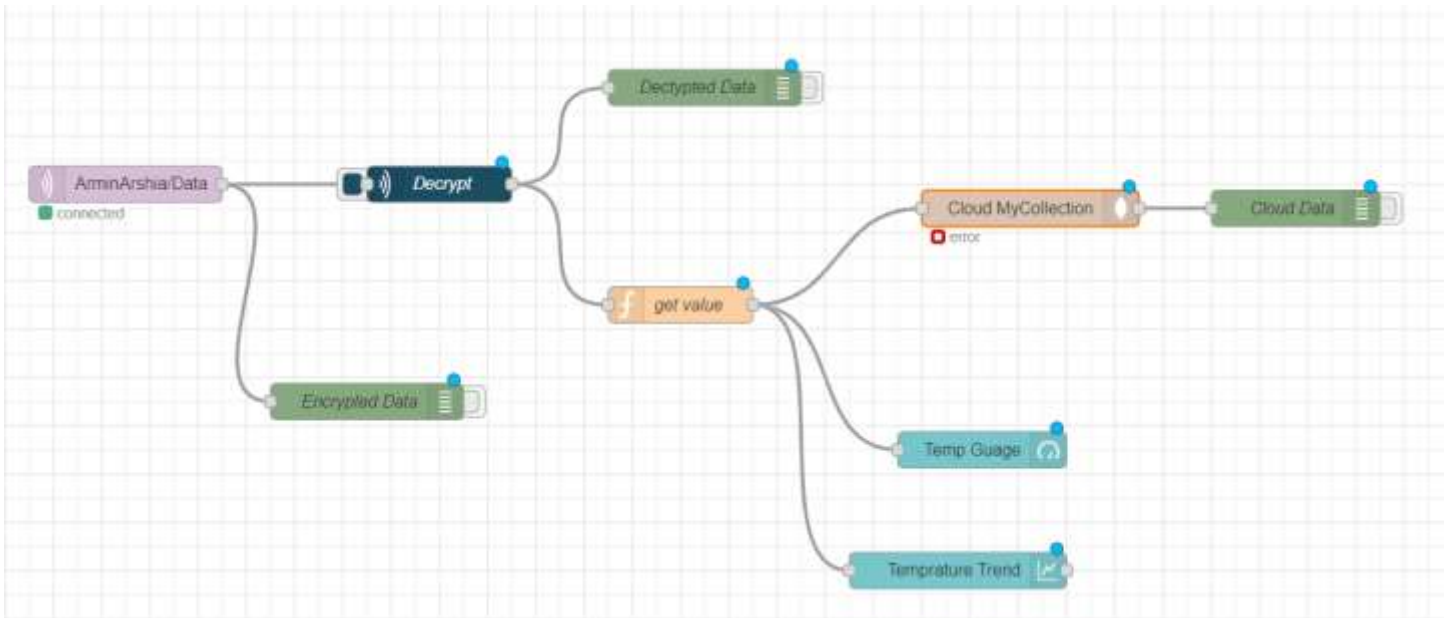 Dectypted Data
ArminArshia/Data
Decrypt
connected
Cloud MyCollection
Cloud Data
error
get value
Encrypted Data
Temp Guage
Temprature Trend